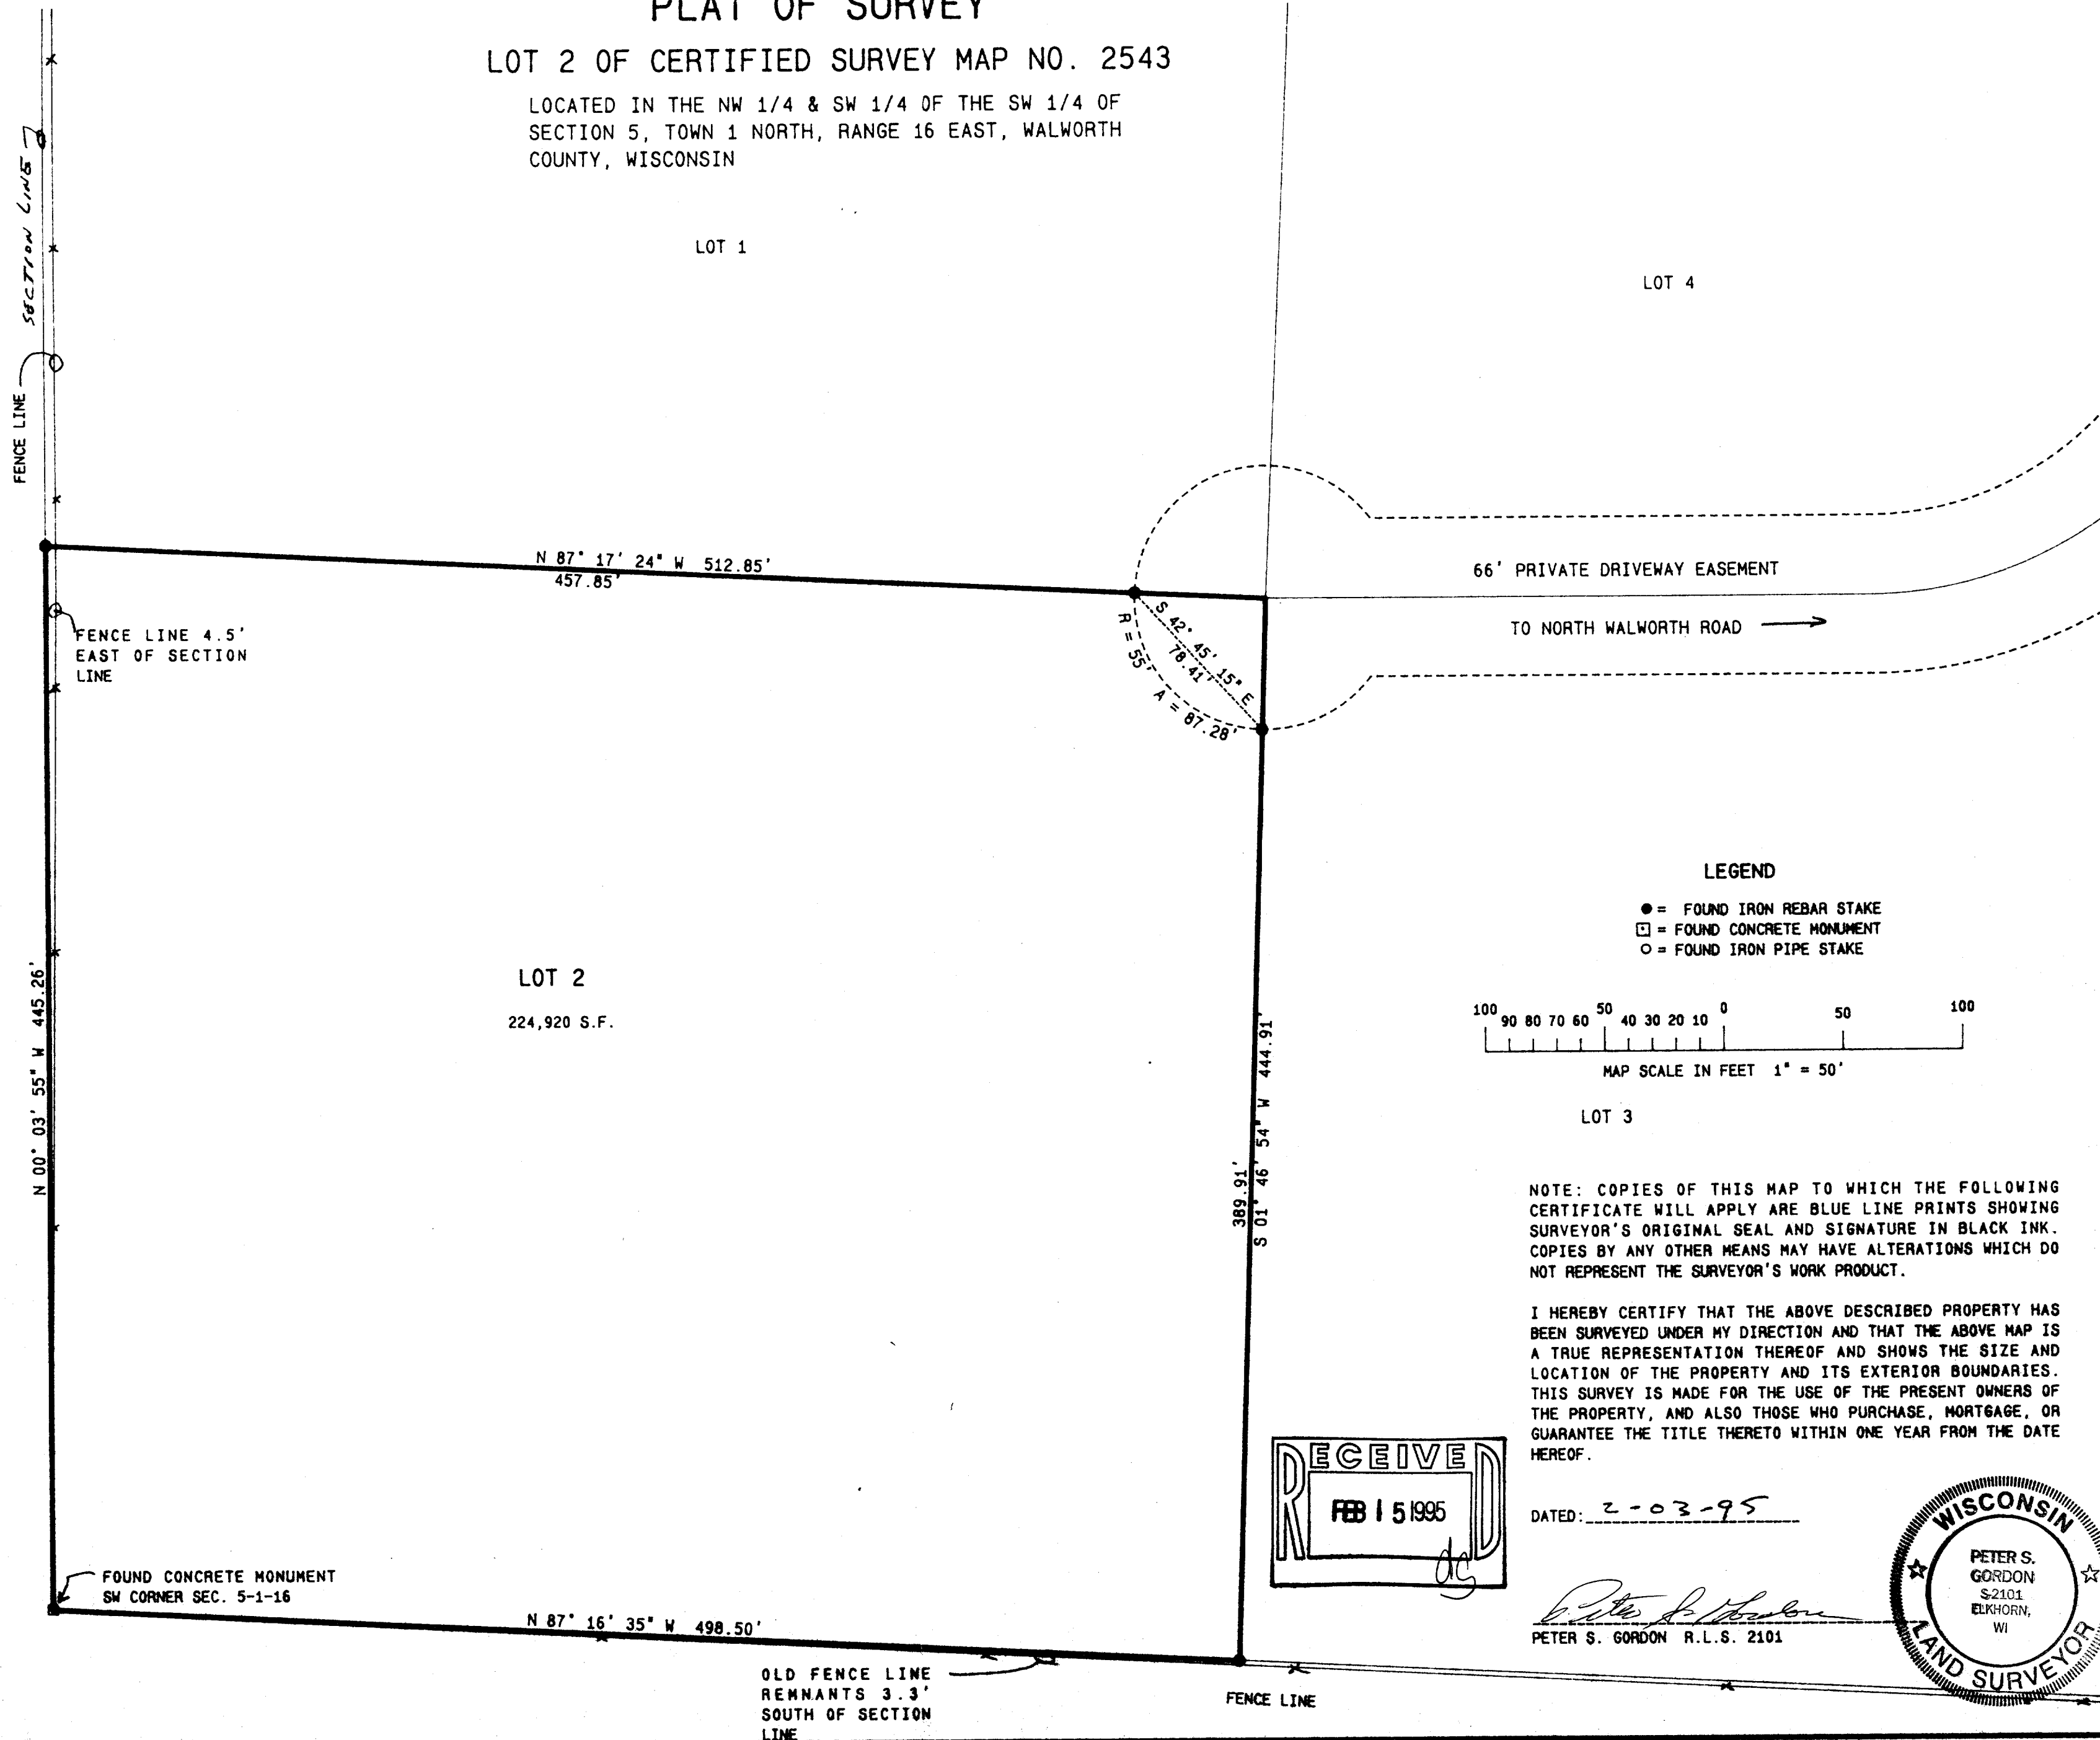 PLAT OF SURVEY
LOT 2 OF CERTIFIED SURVEY MAP NO. 2543
LOCATED IN THE NW 1/4 & SW 1/4 OF THE SW 1/4 OF
SECTION 5, TOWN 1 NORTH, RANGE 16 EAST, WALWORTH
COUNTY, WISCONSIN
SECTION LINE
FENCE LINE
LOT 1
LOT 4
N 87° 17' 24" W 512.85'
457.85'
FENCE LINE 4.5'
EAST OF SECTION
LINE
S 42° 45' 15" E
78.41'
R = 55'
A = 87.28'
66' PRIVATE DRIVEWAY EASEMENT
TO NORTH WALWORTH ROAD
N 00° 03' 55" W 445.26'
LOT 2
224,920 S.F.
389.91'
S 01° 46' 54" W 444.91'
LEGEND
● = FOUND IRON REBAR STAKE
⊡ = FOUND CONCRETE MONUMENT
○ = FOUND IRON PIPE STAKE
100 90 80 70 60 50 40 30 20 10 0 50 100
MAP SCALE IN FEET 1" = 50'
LOT 3
NOTE: COPIES OF THIS MAP TO WHICH THE FOLLOWING
CERTIFICATE WILL APPLY ARE BLUE LINE PRINTS SHOWING
SURVEYOR'S ORIGINAL SEAL AND SIGNATURE IN BLACK INK.
COPIES BY ANY OTHER MEANS MAY HAVE ALTERATIONS WHICH DO
NOT REPRESENT THE SURVEYOR'S WORK PRODUCT.
I HEREBY CERTIFY THAT THE ABOVE DESCRIBED PROPERTY HAS
BEEN SURVEYED UNDER MY DIRECTION AND THAT THE ABOVE MAP IS
A TRUE REPRESENTATION THEREOF AND SHOWS THE SIZE AND
LOCATION OF THE PROPERTY AND ITS EXTERIOR BOUNDARIES.
THIS SURVEY IS MADE FOR THE USE OF THE PRESENT OWNERS OF
THE PROPERTY, AND ALSO THOSE WHO PURCHASE, MORTGAGE, OR
GUARANTEE THE TITLE THERETO WITHIN ONE YEAR FROM THE DATE
HEREOF.
RECEIVED
FEB 15 1995
dg
DATED: 2-03-95
Peter S. Gordon
PETER S. GORDON R.L.S. 2101
WISCONSIN
PETER S.
GORDON
S-2101
ELKHORN,
WI
LAND SURVEYOR
FOUND CONCRETE MONUMENT
SW CORNER SEC. 5-1-16
N 87° 16' 35" W 498.50'
OLD FENCE LINE
REMNANTS 3.3'
SOUTH OF SECTION
LINE
FENCE LINE